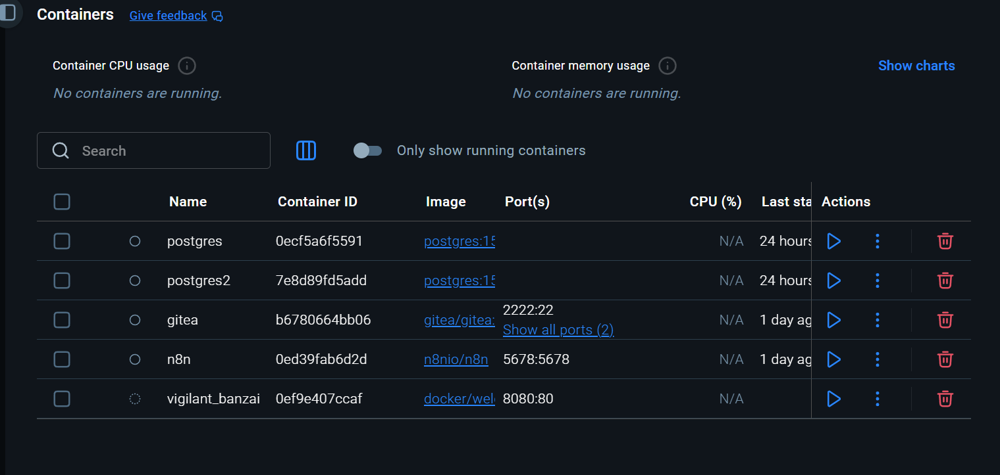 Containers Give feedback
Container CPU usage
Container memory usage
Show charts
No containers are running.
No containers are running.
Search
Only show running containers
Name Container ID Image Port(s) CPU (%) Last sta Actions
postgres 0ecf5a6f5591 postgres:15 N/A 24 hours
postgres2 7e8d89fd5add postgres:15 N/A 24 hours
gitea b6780664bb06 gitea/gitea: 2222:22 N/A 1 day ag
Show all ports (2)
n8n 0ed39fab6d2d n8nio/n8n 5678:5678 N/A 1 day ag
vigilant_banzai 0ef9e407ccaf docker/wel 8080:80 N/A